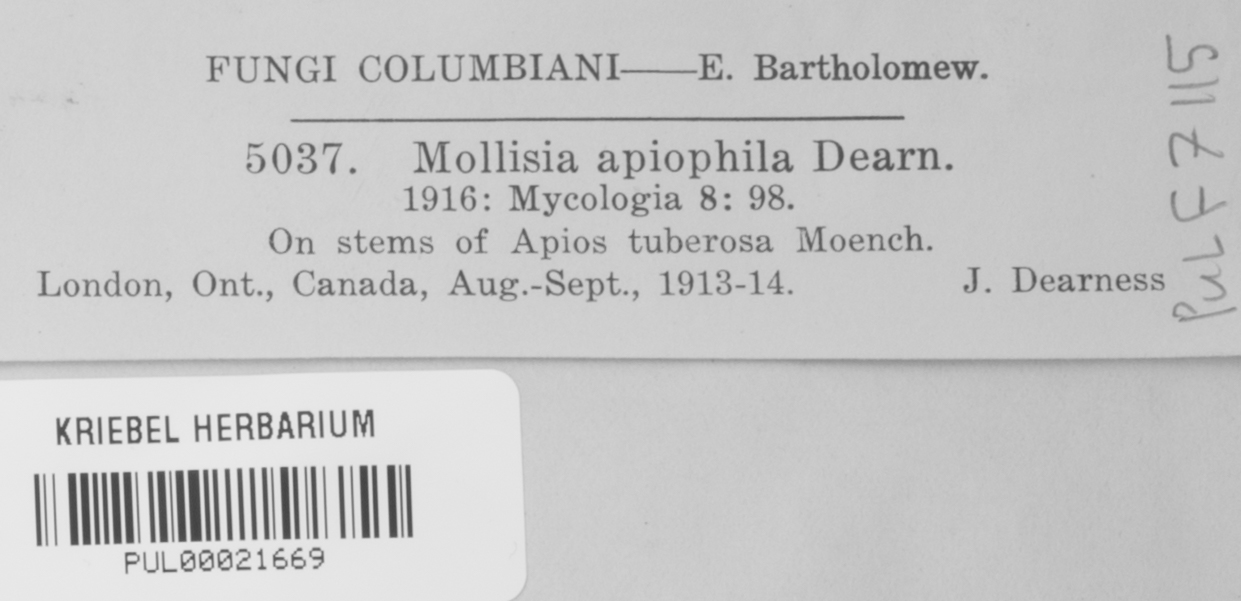 FUNGI COLUMBIANI——E. Bartholomew.
5037. Mollisia apiophila Dearn.
1916: Mycologia 8: 98.
On stems of Apios tuberosa Moench.
London, Ont., Canada, Aug.-Sept., 1913-14. J. Dearness
PUL F 7115
KRIEBEL HERBARIUM
PUL00021669